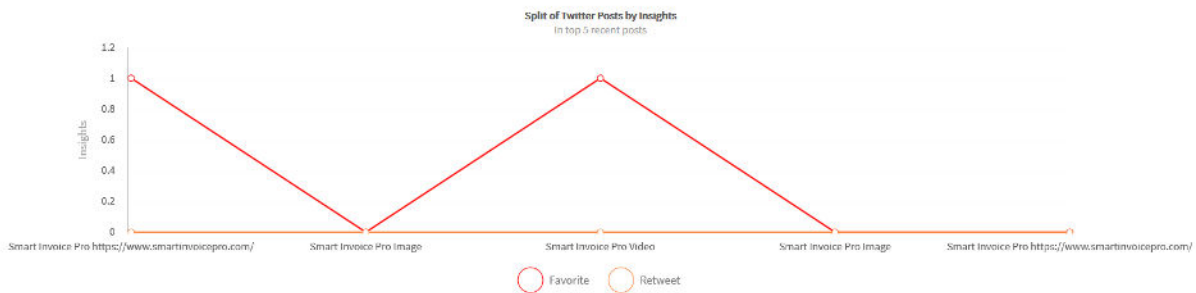 Split of Twitter Posts by Insights
In top 5 recent posts
1.2
1
0.8
0.6
0.4
0.2
0
Insights
Smart Invoice Pro https://www.smartinvoicepro.com/
Smart Invoice Pro Image
Smart Invoice Pro Video
Smart Invoice Pro Image
Smart Invoice Pro https://www.smartinvoicepro.com/
Favorite
Retweet